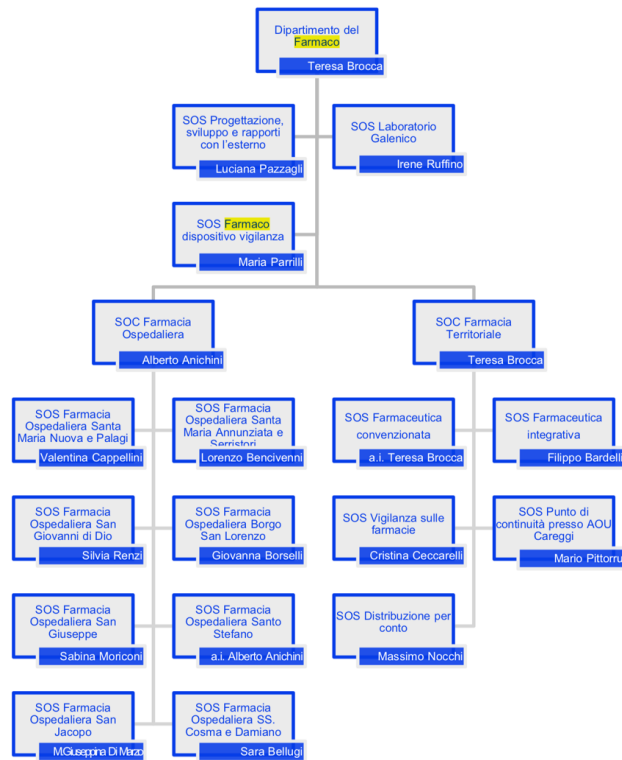 Dipartimento del
Farmaco
Teresa Brocca
SOS Progettazione,
sviluppo e rapporti
con l'esterno
Luciana Pazzagli
SOS Laboratorio
Galenico
Irene Ruffino
SOS Farmaco
dispositivo vigilanza
Maria Parrilli
SOC Farmacia
Ospedaliera
Alberto Anichini
SOC Farmacia
Territoriale
Teresa Brocca
SOS Farmacia
Ospedaliera Santa
Maria Nuova e Palagi
Valentina Cappellini
SOS Farmacia
Ospedaliera Santa
Maria Annunziata e
Serristori
Lorenzo Bencivenni
SOS Farmaceutica
convenzionata
a.i. Teresa Brocca
SOS Farmaceutica
integrativa
Filippo Bardelli
SOS Farmacia
Ospedaliera San
Giovanni di Dio
Silvia Renzi
SOS Farmacia
Ospedaliera Borgo
San Lorenzo
Giovanna Borselli
SOS Vigilanza sulle
farmacie
Cristina Ceccarelli
SOS Punto di
continuità presso AOU
Careggi
Mario Pittorru
SOS Farmacia
Ospedaliera San
Giuseppe
Sabina Moriconi
SOS Farmacia
Ospedaliera Santo
Stefano
a.i. Alberto Anichini
SOS Distribuzione per
conto
Massimo Nocchi
SOS Farmacia
Ospedaliera San
Jacopo
M.Giuseppina Di Marzo
SOS Farmacia
Ospedaliera SS.
Cosma e Damiano
Sara Bellugi